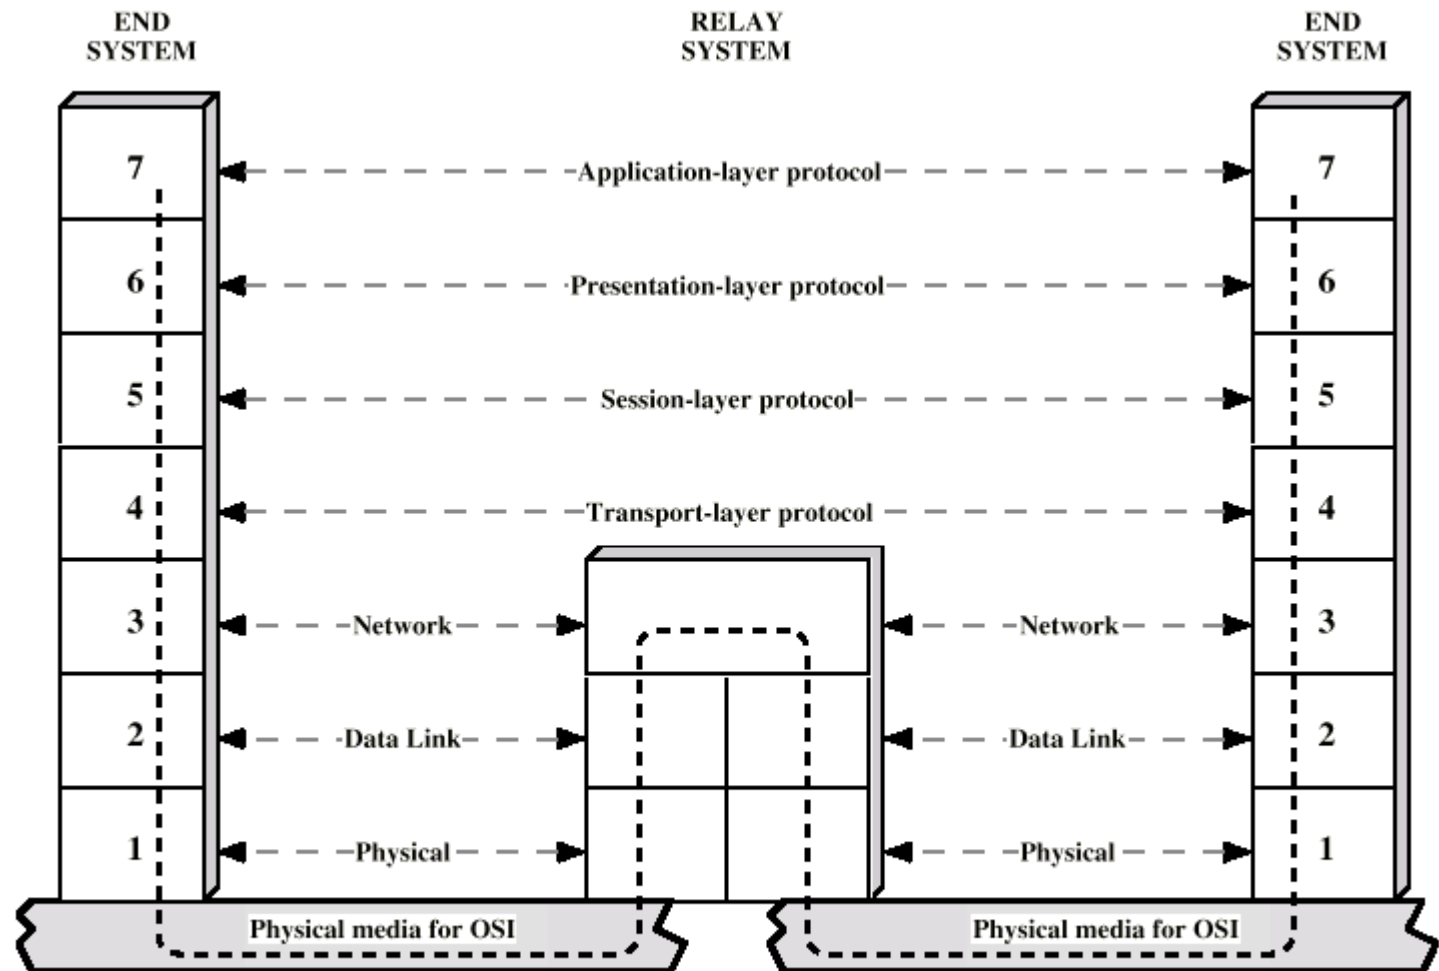 END RELAY END
SYSTEM SYSTEM SYSTEM
7 Application-layer protocol 7
6 Presentation-layer protocol 6
5 Session-layer protocol 5
4 Transport-layer protocol 4
3 Network Network 3
2 Data Link Data Link 2
1 Physical Physical 1
Physical media for OSI Physical media for OSI